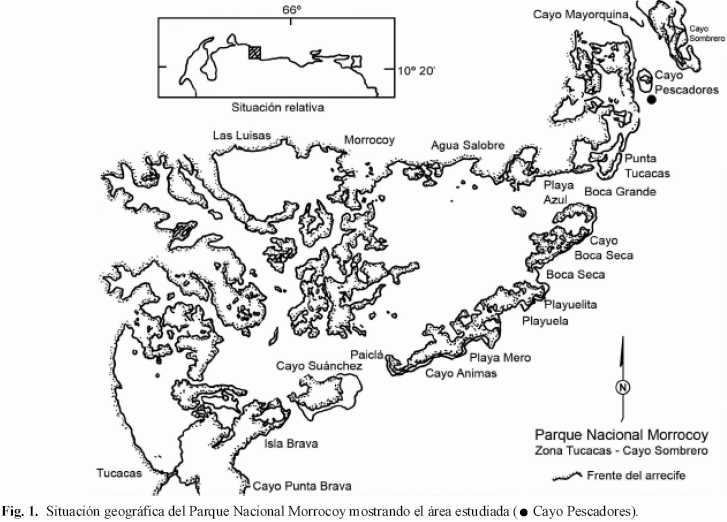 66º
10º 20'
Situación relativa
Cayo Mayorquina
Cayo
Sombrero
Cayo
Pescadores
Las Luisas
Morrocoy
Agua Salobre
Punta
Tucacas
Playa
Azul
Boca Grande
Cayo
Boca Seca
Boca Seca
Playuelita
Playuela
Paiclá
Playa Mero
Cayo Animas
Cayo Suánchez
Isla Brava
Tucacas
Cayo Punta Brava
N
Parque Nacional Morrocoy
Zona Tucacas - Cayo Sombrero
Frente del arrecife
Fig. 1. Situación geográfica del Parque Nacional Morrocoy mostrando el área estudiada (● Cayo Pescadores).